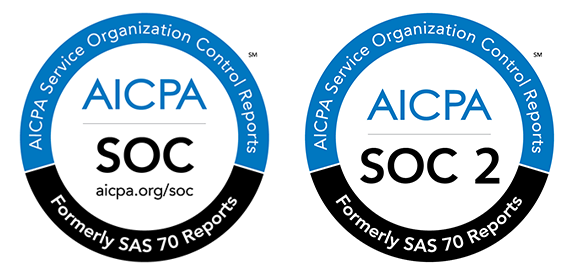 AICPA Service Organization Control Reports
SM
AICPA
SOC
aicpa.org/soc
Formerly SAS 70 Reports
AICPA Service Organization Control Reports
SM
AICPA
SOC 2
Formerly SAS 70 Reports